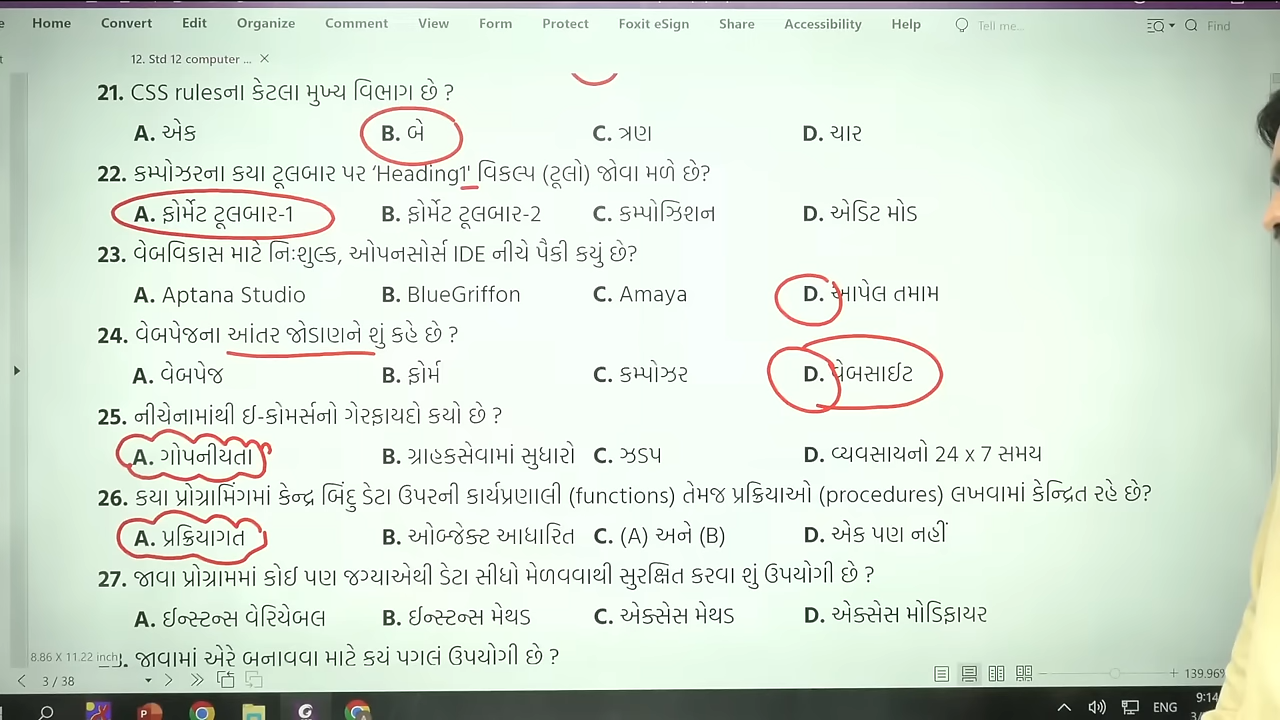 Home Convert Edit Organize Comment View Form Protect Foxit eSign Share Accessibility Help Tell me... Find
12. Std 12 computer ... ×
21. CSS rulesના કેટલા મુખ્ય વિભાગ છે ?
A. એક B. બે C. ત્રણ D. ચાર
22. કમ્પોઝરના કયા ટૂલબાર પર ‘Heading1' વિકલ્પ (ટૂલો) જોવા મળે છે?
A. ફોર્મેટ ટૂલબાર-1 B. ફોર્મેટ ટૂલબાર-2 C. કમ્પોઝિશન D. એડિટ મોડ
23. વેબવિકાસ માટે નિઃશુલ્ક, ઓપનસોર્સ IDE નીચે પૈકી કયું છે?
A. Aptana Studio B. BlueGriffon C. Amaya D. આપેલ તમામ
24. વેબપેજના આંતર જોડાણને શું કહે છે ?
A. વેબપેજ B. ફોર્મ C. કમ્પોઝર D. વેબસાઈટ
25. નીચેનામાંથી ઈ-કોમર્સનો ગેરફાયદો કયો છે ?
A. ગોપનીયતા B. ગ્રાહકસેવામાં સુધારો C. ઝડપ D. વ્યવસાયનો 24 x 7 સમય
26. કયા પ્રોગ્રામિંગમાં કેન્દ્ર બિંદુ ડેટા ઉપરની કાર્યપ્રણાલી (functions) તેમજ પ્રક્રિયાઓ (procedures) લખવામાં કેન્દ્રિત રહે છે?
A. પ્રક્રિયાગત B. ઓબ્જેક્ટ આધારિત C. (A) અને (B) D. એક પણ નહીં
27. જાવા પ્રોગ્રામમાં કોઈ પણ જગ્યાએથી ડેટા સીધો મેળવવાથી સુરક્ષિત કરવા શું ઉપયોગી છે ?
A. ઈન્સ્ટન્સ વેરિયેબલ B. ઈન્સ્ટન્સ મેથડ C. એક્સેસ મેથડ D. એક્સેસ મોડિફાયર
જાવામાં એરે બનાવવા માટે કયં પગલં ઉપયોગી છે ?
8.86 X 11.22 inch
3 / 38 139.96%
ENG 9:14